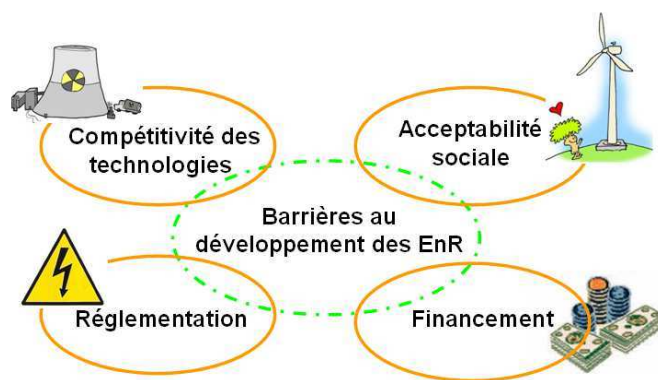 Compétitivité des
technologies
Acceptabilité
sociale
Barrières au
développement des EnR
Réglementation
Financement